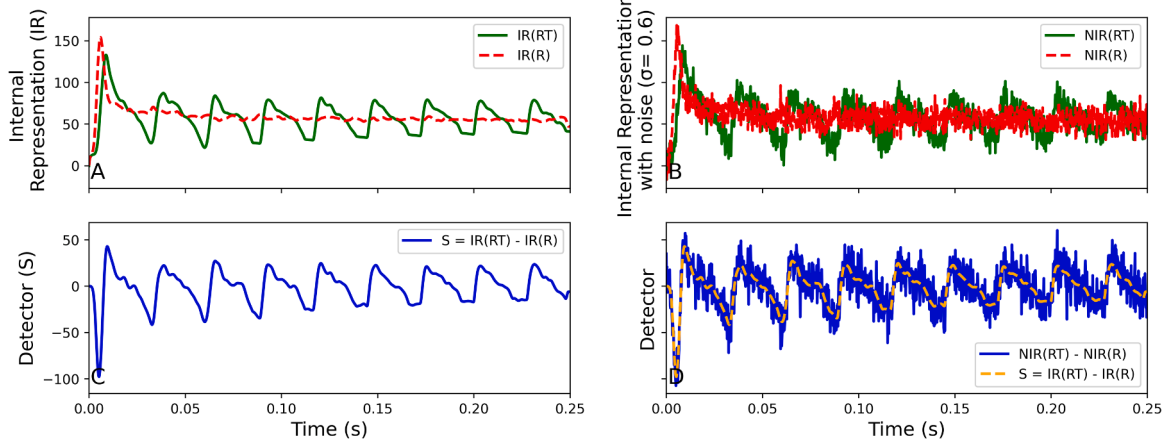 Internal
Representation (IR)
150
100
50
0
IR(RT)
IR(R)
A
Internal Representation
with noise (σ= 0.6)
NIR(RT)
NIR(R)
B
Detector (S)
50
0
−50
−100
S = IR(RT) - IR(R)
C
0.00 0.05 0.10 0.15 0.20 0.25
Time (s)
Detector
NIR(RT) - NIR(R)
S = IR(RT) - IR(R)
D
0.00 0.05 0.10 0.15 0.20 0.25
Time (s)